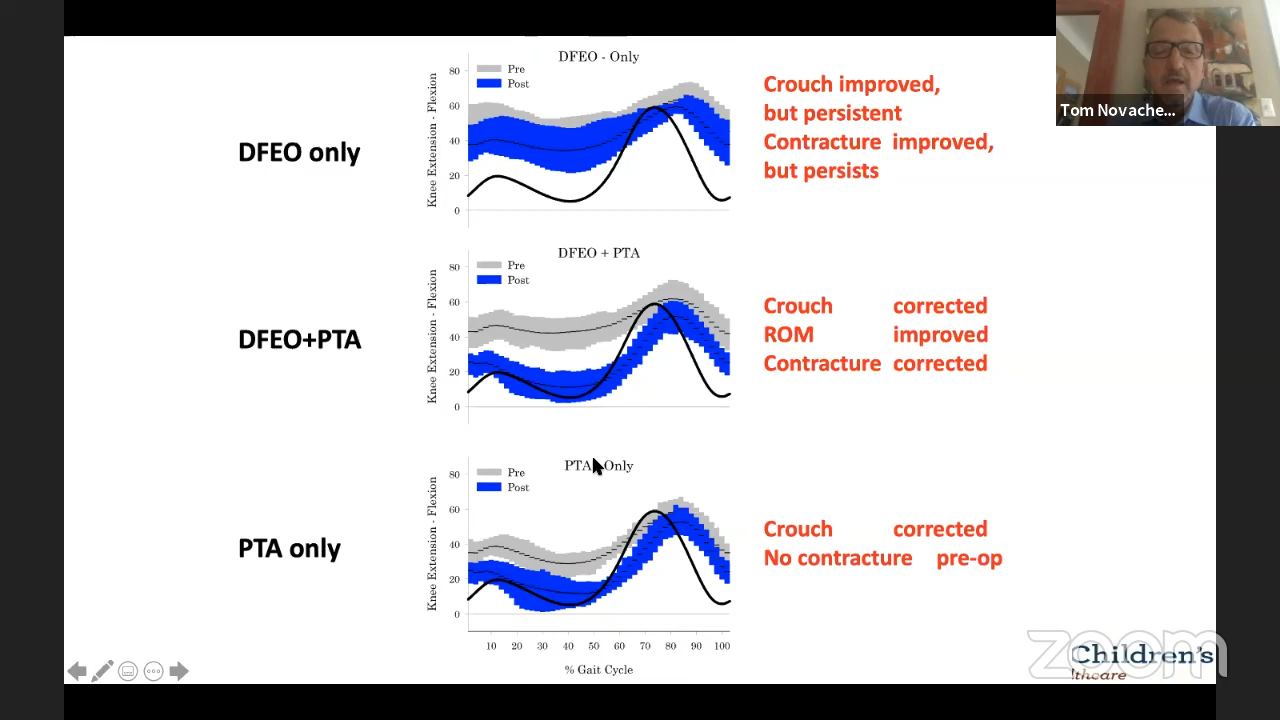 DFEO - Only
80
60
40
20
0
Knee Extension - Flexion
Pre
Post
DFEO only
Crouch improved,
but persistent
Contracture improved,
but persists
Tom Novache...
DFEO + PTA
80
60
40
20
0
Knee Extension - Flexion
Pre
Post
DFEO+PTA
Crouch corrected
ROM improved
Contracture corrected
PTA Only
80
60
40
20
0
Knee Extension - Flexion
Pre
Post
PTA only
Crouch corrected
No contracture pre-op
10 20 30 40 50 60 70 80 90 100
% Gait Cycle
zoom
Children's
lthcare